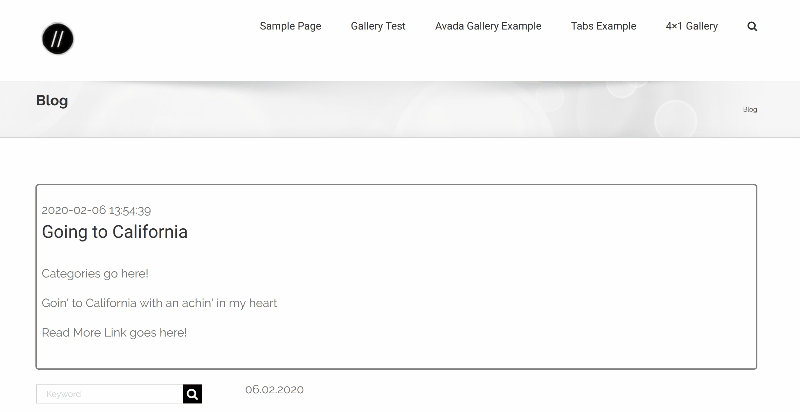 //
Sample Page Gallery Test Avada Gallery Example Tabs Example 4×1 Gallery
Blog
Blog
2020-02-06 13:54:39
Going to California
Categories go here!
Goin' to California with an achin' in my heart
Read More Link goes here!
Keyword
06.02.2020